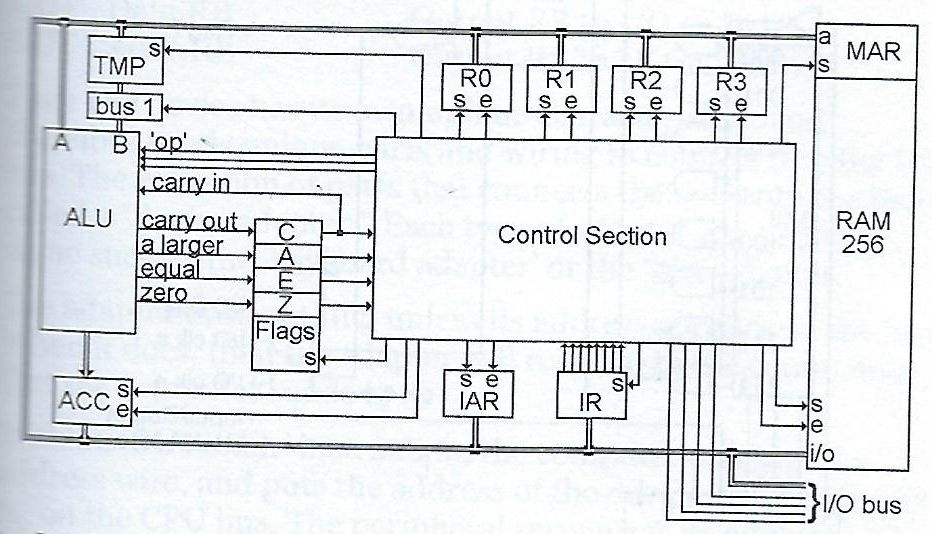 TMP s
bus 1
A B
'op'
carry in
ALU
carry out
a larger
equal
zero
C
A
E
Z
Flags
s
ACC s
e
R0
s e
R1
s e
R2
s e
R3
s e
a
s
MAR
Control Section
RAM
256
s e
IAR
s
IR
s
e
i/o
I/O bus